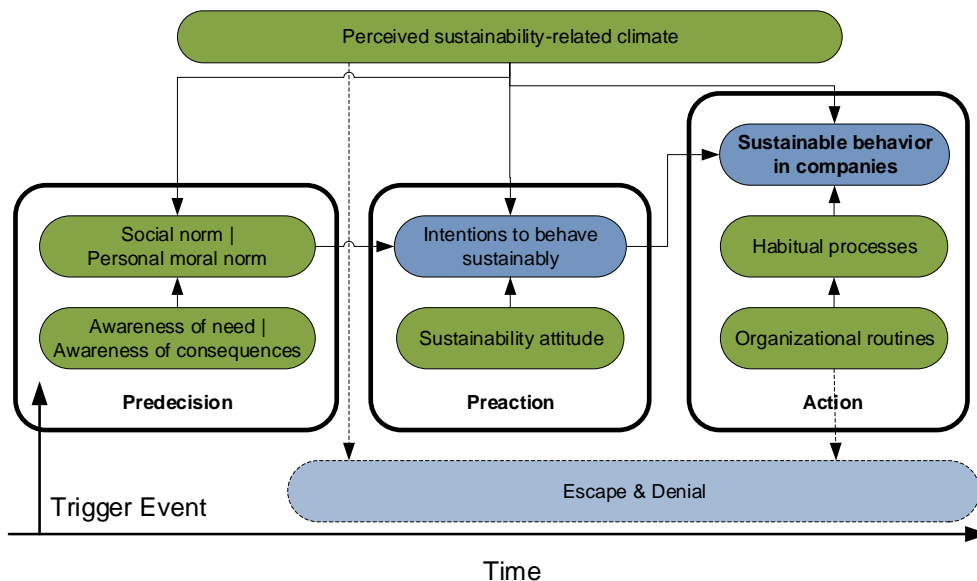 Perceived sustainability-related climate
Sustainable behavior
in companies
Social norm |
Personal moral norm
Intentions to behave
sustainably
Habitual processes
Awareness of need |
Awareness of consequences
Sustainability attitude
Organizational routines
Predecision
Preaction
Action
Escape & Denial
Trigger Event
Time